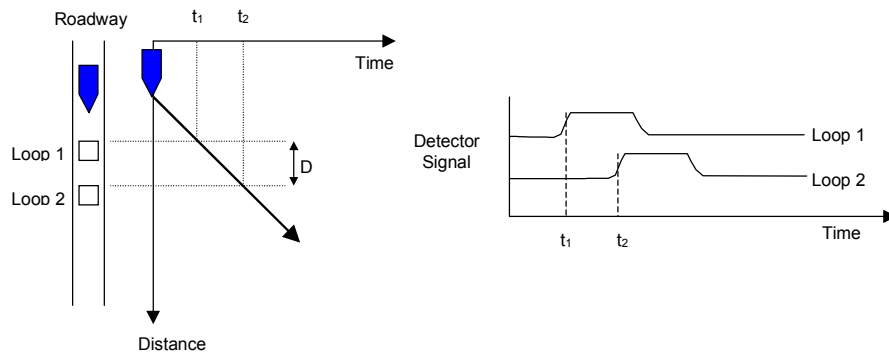 Roadway
t₁
t₂
Time
Loop 1
Loop 2
D
Distance
Detector
Signal
Loop 1
Loop 2
t₁
t₂
Time